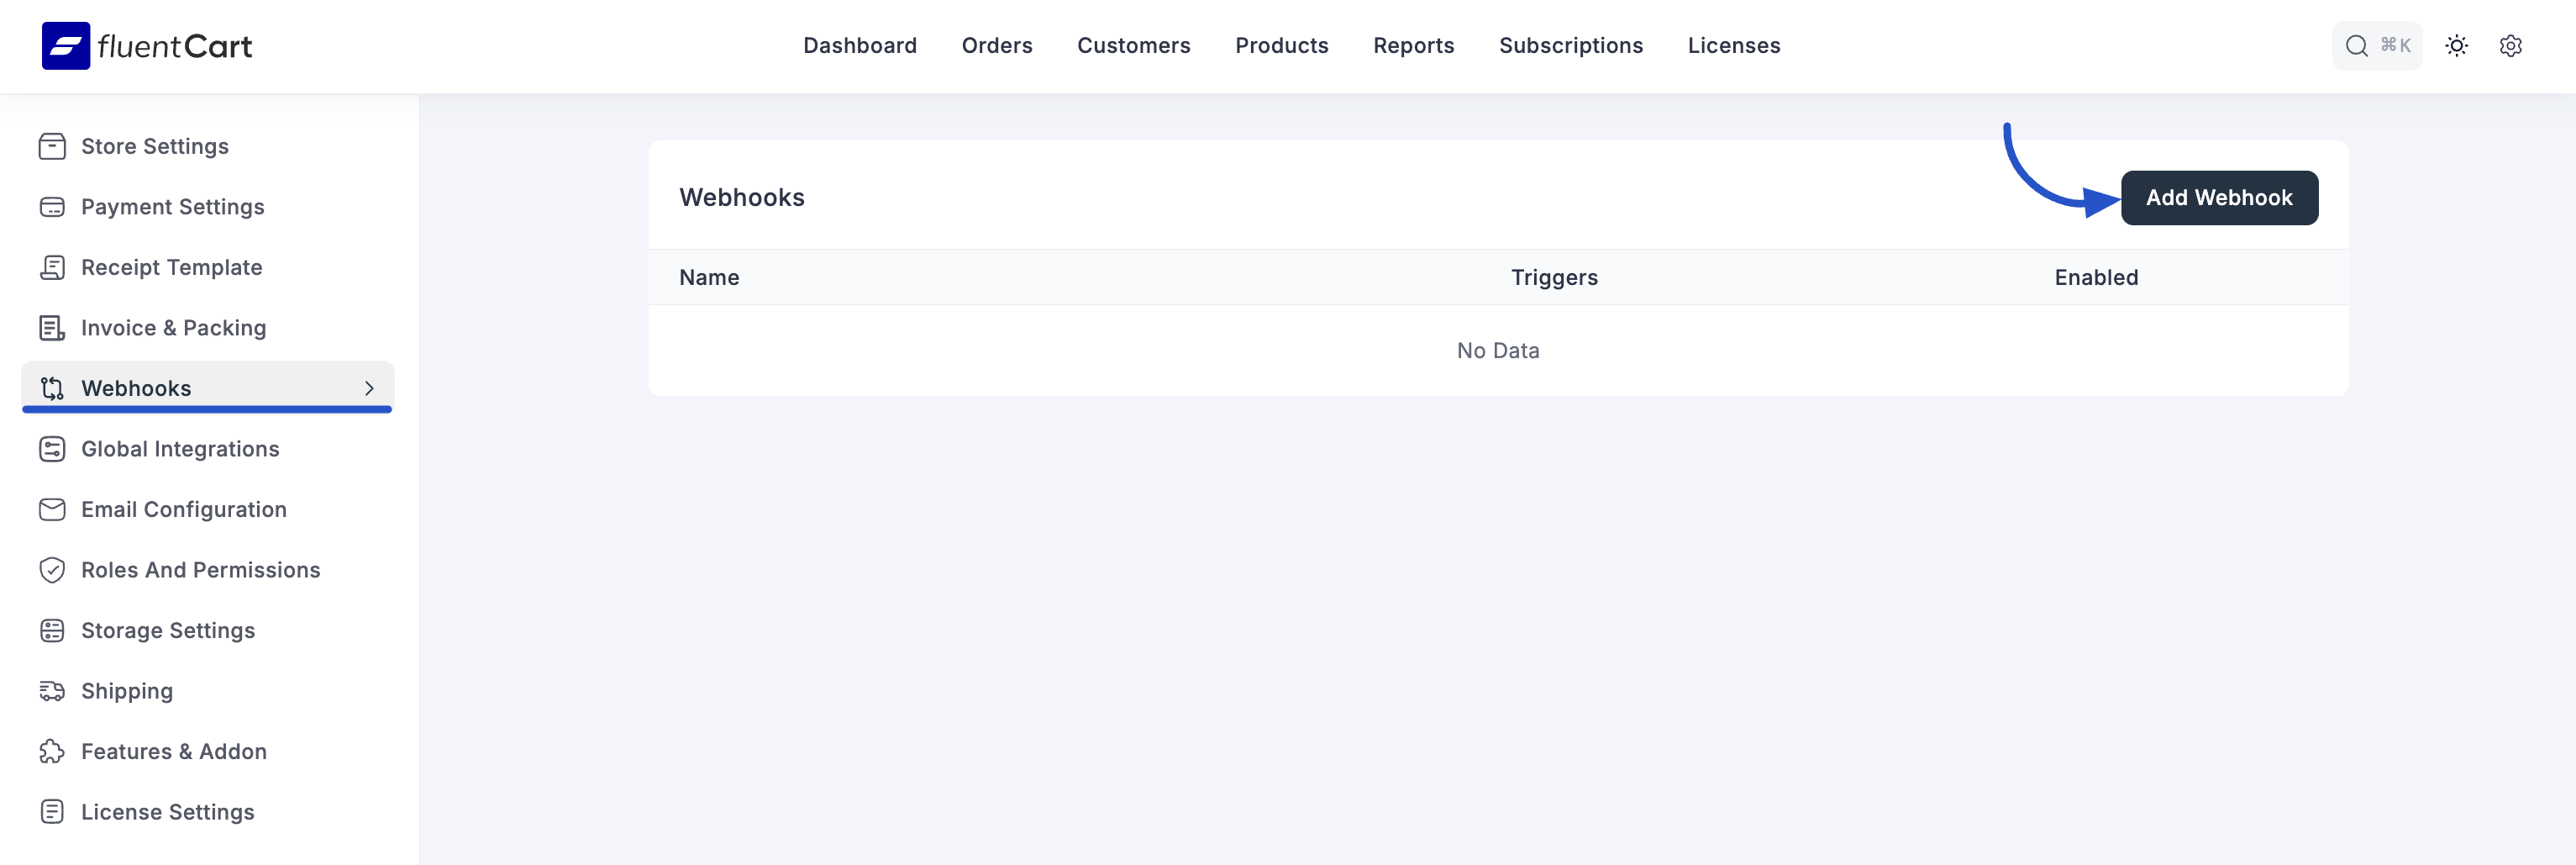 fluentCart
Dashboard Orders Customers Products Reports Subscriptions Licenses
⌘K
Store Settings
Payment Settings
Receipt Template
Invoice & Packing
Webhooks
Global Integrations
Email Configuration
Roles And Permissions
Storage Settings
Shipping
Features & Addon
License Settings
Webhooks
Add Webhook
Name Triggers Enabled
No Data